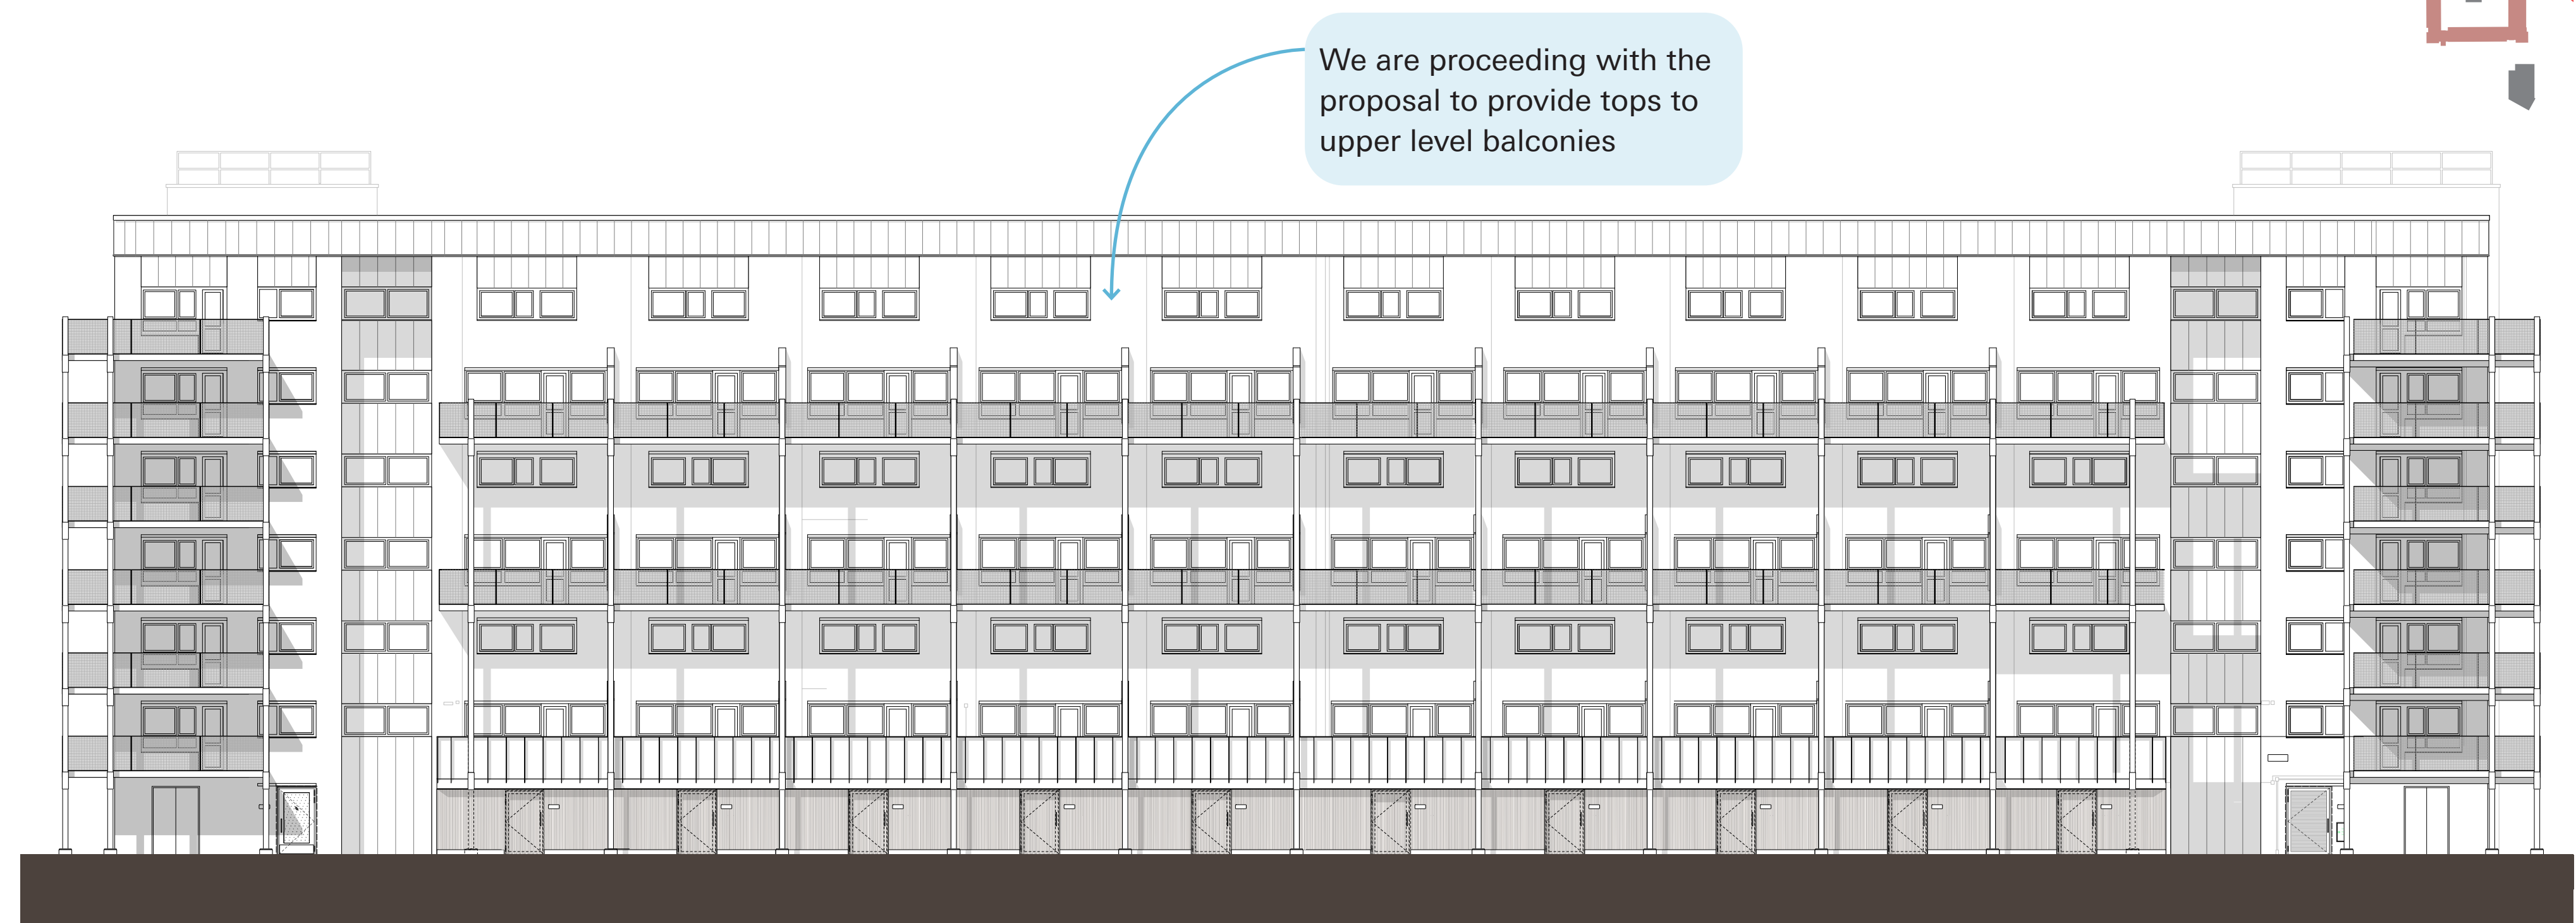 We are proceeding with the
proposal to provide tops to
upper level balconies